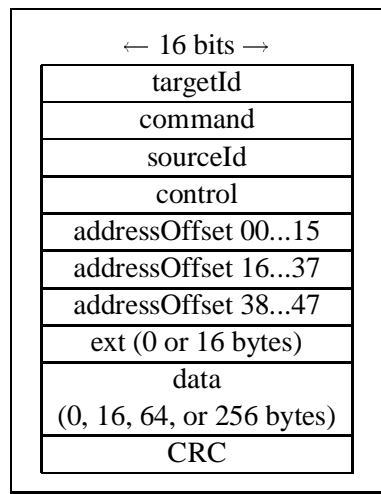 ← 16 bits →
targetId
command
sourceId
control
addressOffset 00...15
addressOffset 16...37
addressOffset 38...47
ext (0 or 16 bytes)
data
(0, 16, 64, or 256 bytes)
CRC